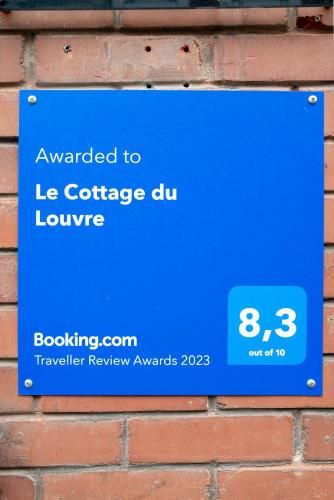 Awarded to
Le Cottage du
Louvre
8,3
out of 10
Booking.com
Traveller Review Awards 2023